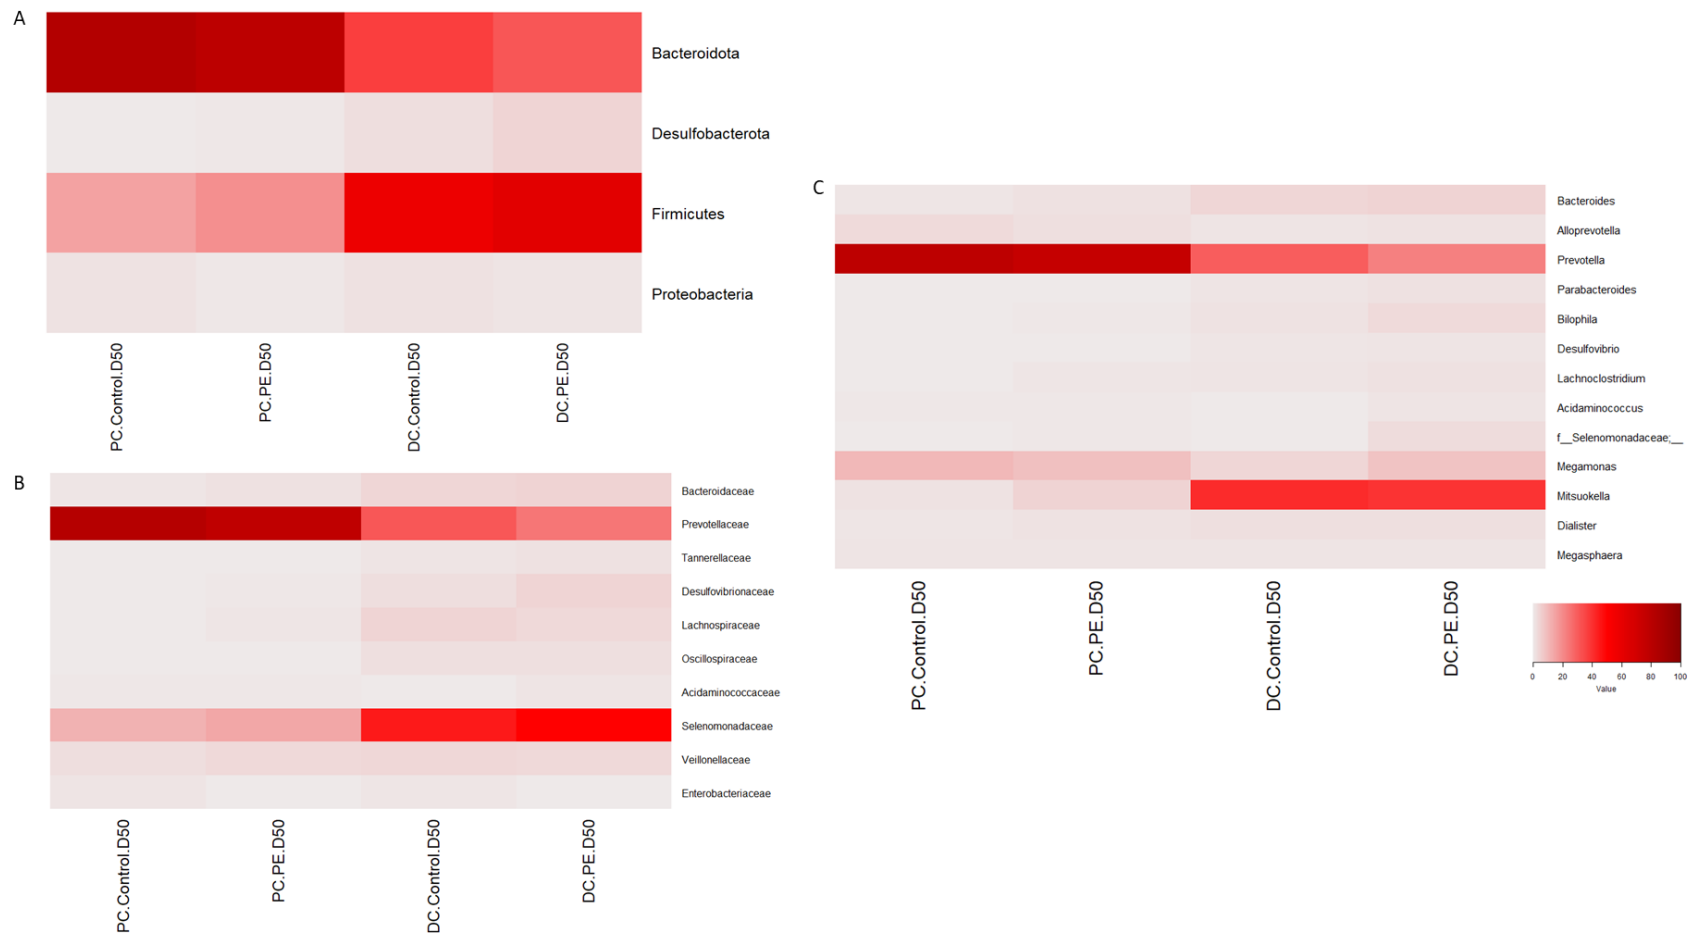 A
Bacteroidota
Desulfobacterota
Firmicutes
Proteobacteria
PC.Control.D50
PC.PE.D50
DC.Control.D50
DC.PE.D50
B
Bacteroidaceae
Prevotellaceae
Tannerellaceae
Desulfovibrionaceae
Lachnospiraceae
Oscillospiraceae
Acidaminococcaceae
Selenomonadaceae
Veillonellaceae
Enterobacteriaceae
PC.Control.D50
PC.PE.D50
DC.Control.D50
DC.PE.D50
C
Bacteroides
Alloprevotella
Prevotella
Parabacteroides
Bilophila
Desulfovibrio
Lachnoclostridium
Acidaminococcus
f__Selenomonadaceae;__
Megamonas
Mitsuokella
Dialister
Megasphaera
PC.Control.D50
PC.PE.D50
DC.Control.D50
DC.PE.D50
0 20 40 60 80 100
Value